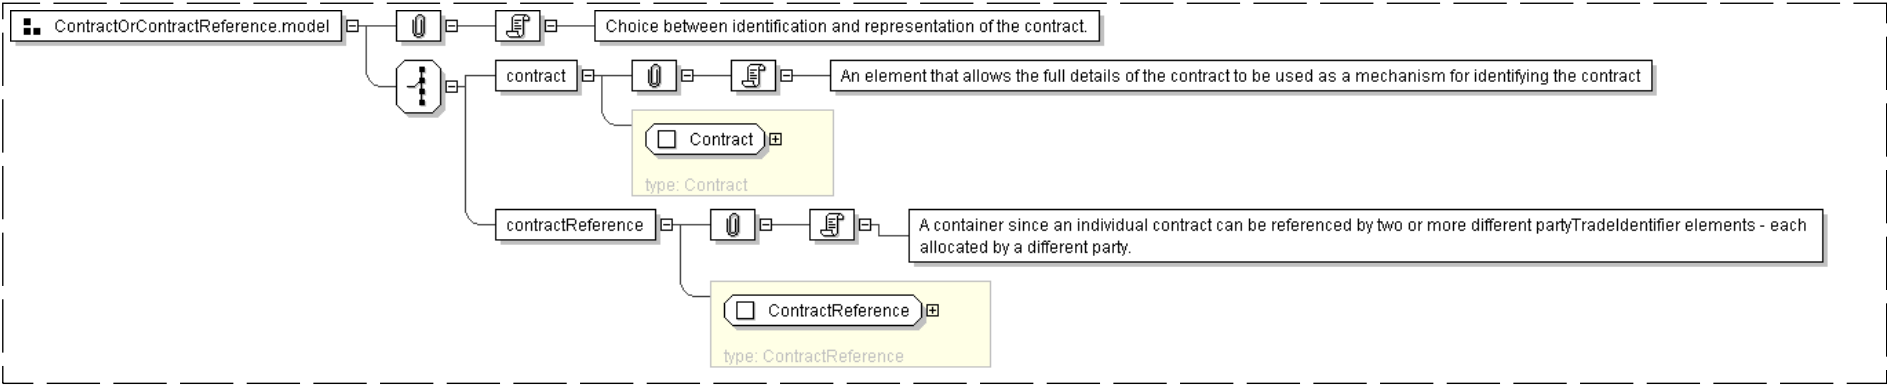 ContractOrContractReference.model
Choice between identification and representation of the contract.
contract
An element that allows the full details of the contract to be used as a mechanism for identifying the contract
Contract
type: Contract
contractReference
A container since an individual contract can be referenced by two or more different partyTradeIdentifier elements - each
allocated by a different party.
ContractReference
type: ContractReference